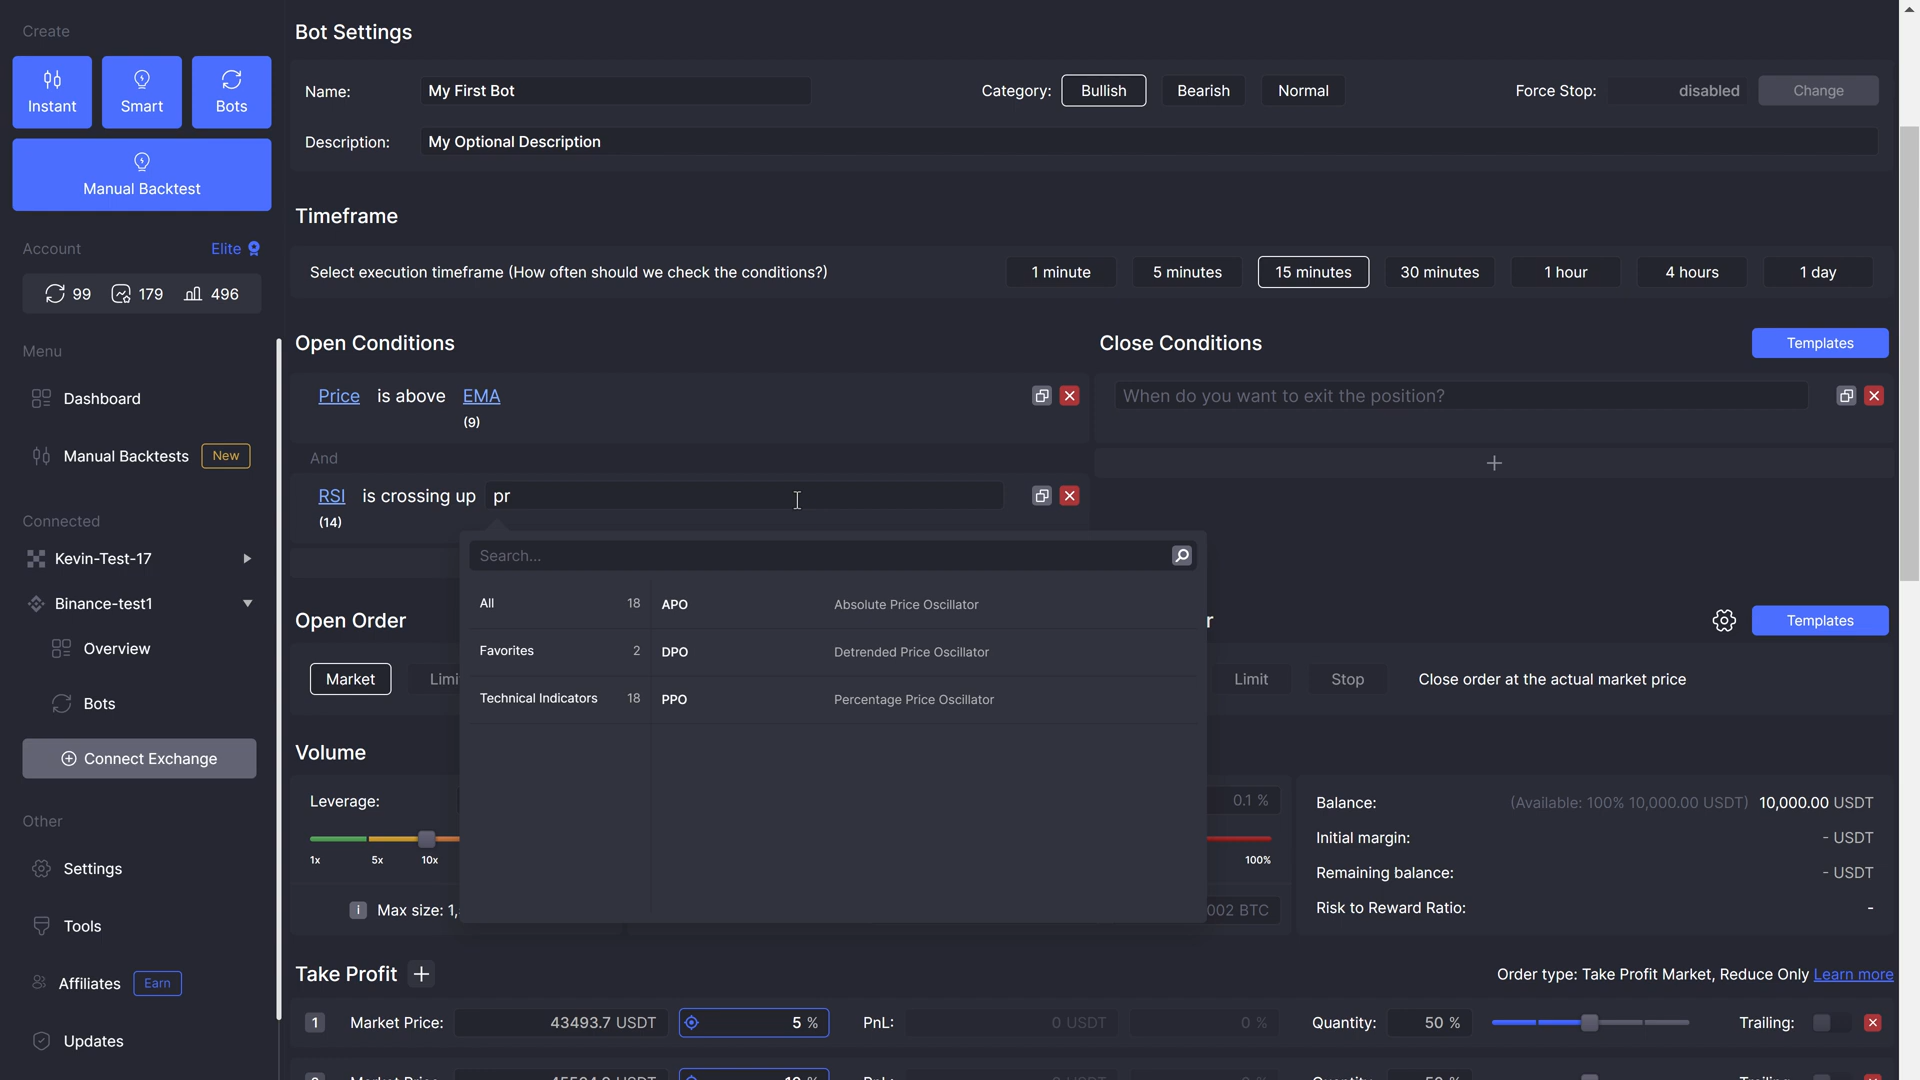 Create
Instant
Smart
Bots
Manual Backtest
Account
Elite
99
179
496
Menu
Dashboard
Manual Backtests
New
Connected
Kevin-Test-17
Binance-test1
Overview
Bots
Connect Exchange
Other
Settings
Tools
Affiliates
Earn
Updates
Bot Settings
Name: My First Bot
Category: Bullish Bearish Normal
Force Stop: disabled Change
Description: My Optional Description
Timeframe
Select execution timeframe (How often should we check the conditions?)
1 minute 5 minutes 15 minutes 30 minutes 1 hour 4 hours 1 day
Open Conditions
Price is above EMA
(9)
And
RSI is crossing up pr
(14)
Close Conditions
Templates
When do you want to exit the position?
Search...
All 18
Favorites 2
Technical Indicators 18
APO Absolute Price Oscillator
DPO Detrended Price Oscillator
PPO Percentage Price Oscillator
Open Order
Market Limi
r
Templates
Limit Stop Close order at the actual market price
Volume
Leverage:
0.1 %
1x 5x 10x
100%
Max size: 1,
002 BTC
Balance: (Available: 100% 10,000.00 USDT) 10,000.00 USDT
Initial margin: - USDT
Remaining balance: - USDT
Risk to Reward Ratio: -
Take Profit +
Order type: Take Profit Market, Reduce Only Learn more
1 Market Price: 43493.7 USDT 5 % PnL: 0 USDT 0 % Quantity: 50 % Trailing: